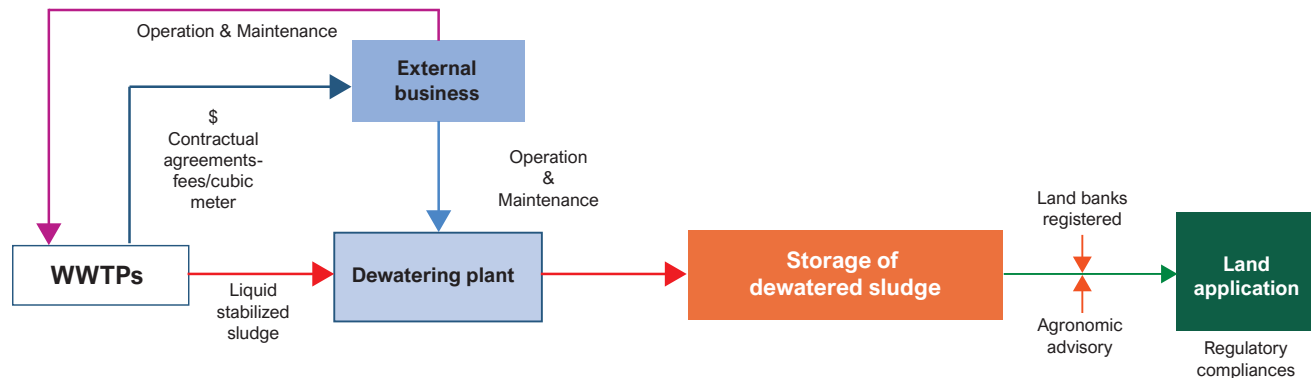 Operation & Maintenance
External
business
$
Contractual
agreements-
fees/cubic
meter
Operation
&
Maintenance
WWTPs
Liquid
stabilized
sludge
Dewatering plant
Storage of
dewatered sludge
Land banks
registered
Agronomic
advisory
Land
application
Regulatory
compliances